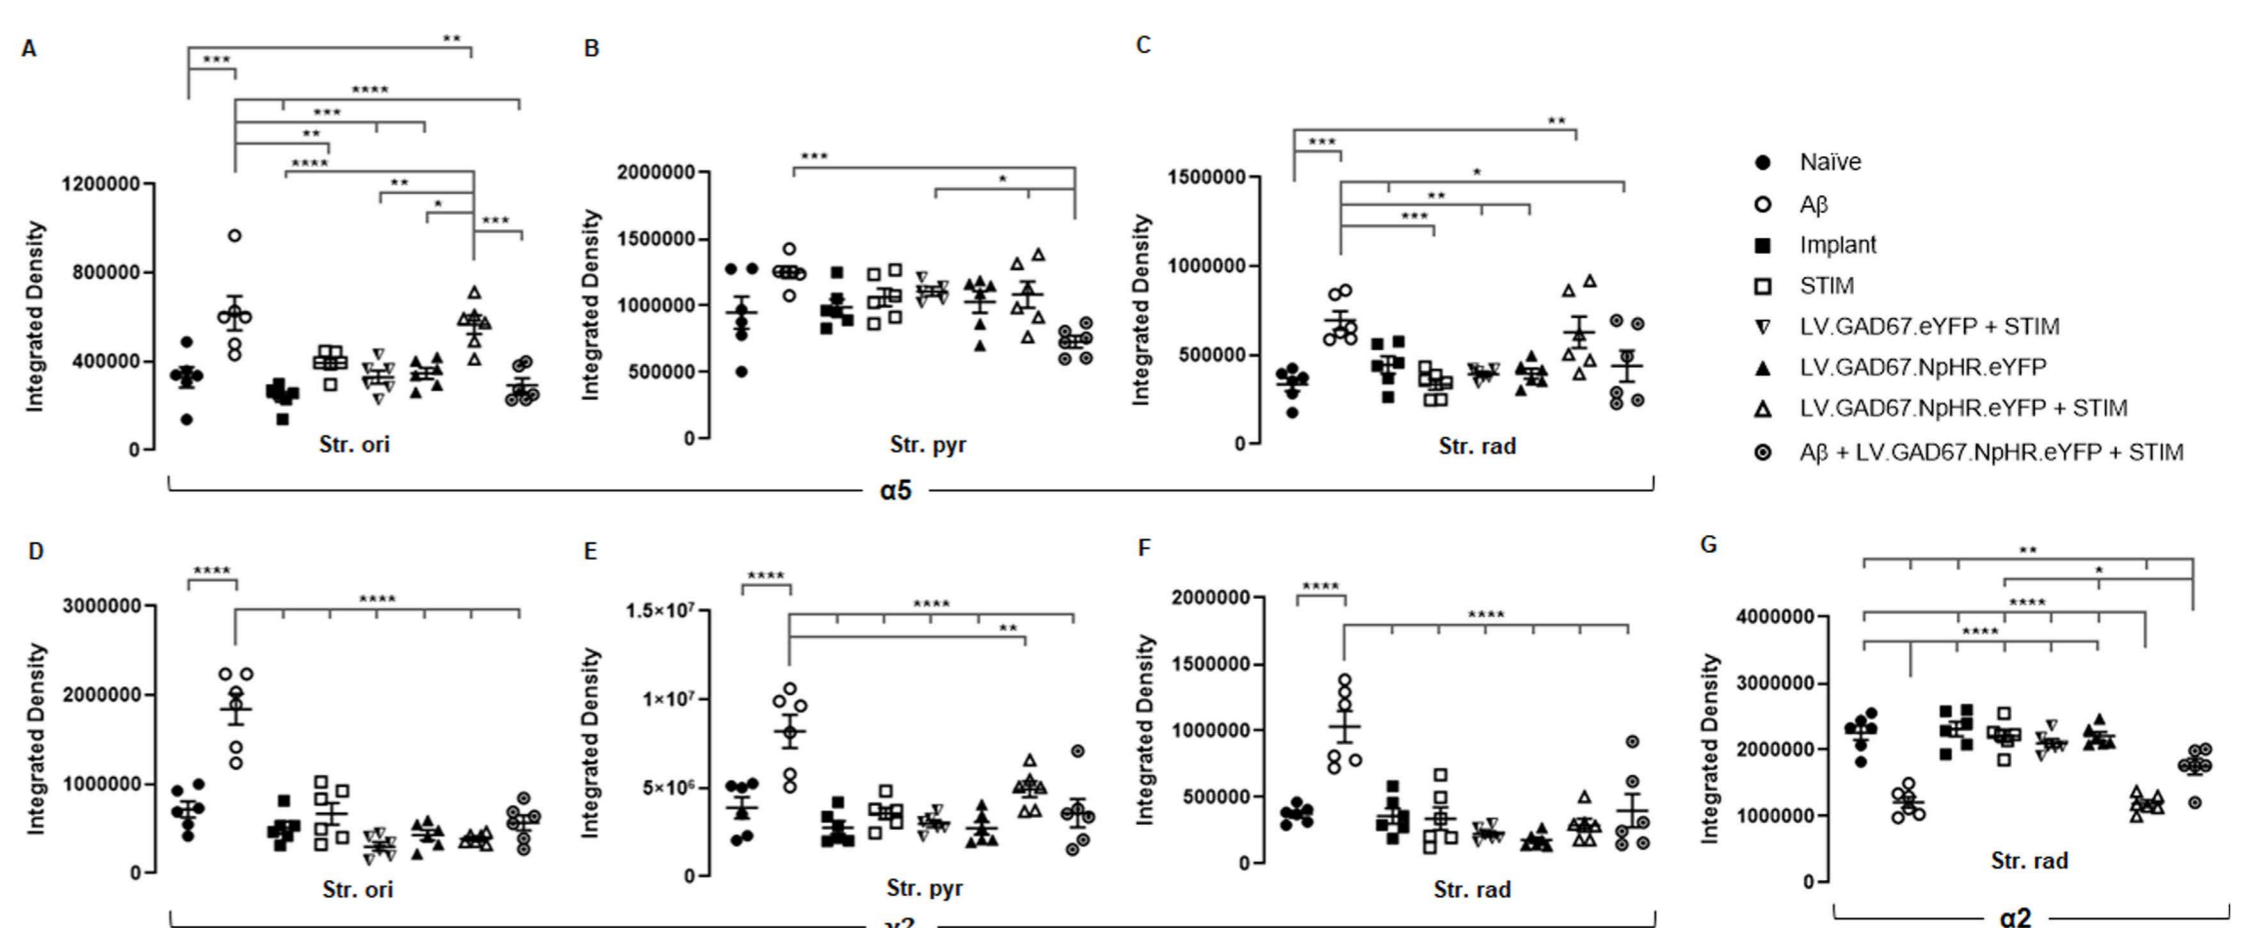 A
**
***
****
***
**
****
**
*
***
1200000
800000
400000
0
Integrated Density
Str. ori
B
***
*
2000000
1500000
1000000
500000
0
Integrated Density
Str. pyr
C
**
***
*
**
***
1500000
1000000
500000
0
Integrated Density
Str. rad
α5
Naïve
Aβ
Implant
STIM
LV.GAD67.eYFP + STIM
LV.GAD67.NpHR.eYFP
LV.GAD67.NpHR.eYFP + STIM
Aβ + LV.GAD67.NpHR.eYFP + STIM
D
****
****
3000000
2000000
1000000
0
Integrated Density
Str. ori
E
****
****
**
1.5×10⁷
1×10⁷
5×10⁶
0
Integrated Density
Str. pyr
F
****
****
2000000
1500000
1000000
500000
0
Integrated Density
Str. rad
G
**
*
****
****
4000000
3000000
2000000
1000000
0
Integrated Density
Str. rad
α2